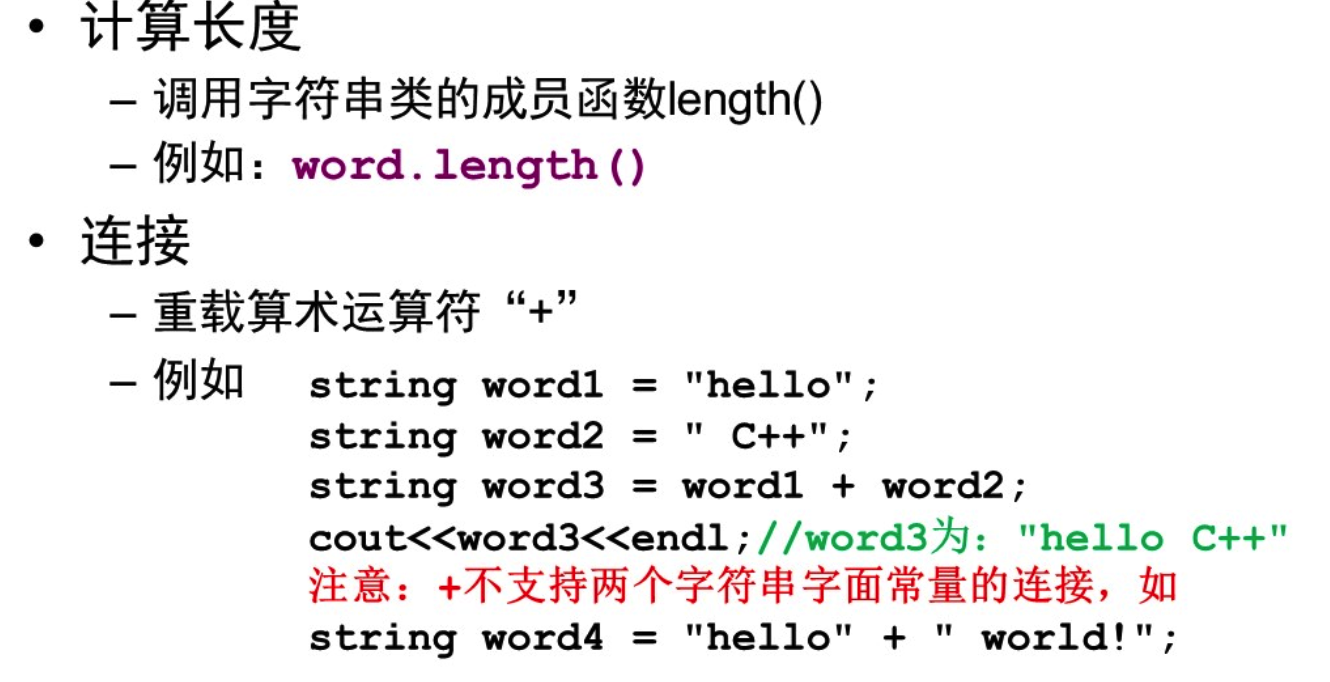 • 计算长度
– 调用字符串类的成员函数length()
– 例如：word.length()
• 连接
– 重载算术运算符“+”
– 例如 string word1 = "hello";
string word2 = " C++";
string word3 = word1 + word2;
cout<<word3<<endl;//word3为："hello C++"
注意：+不支持两个字符串字面常量的连接，如
string word4 = "hello" + " world!";